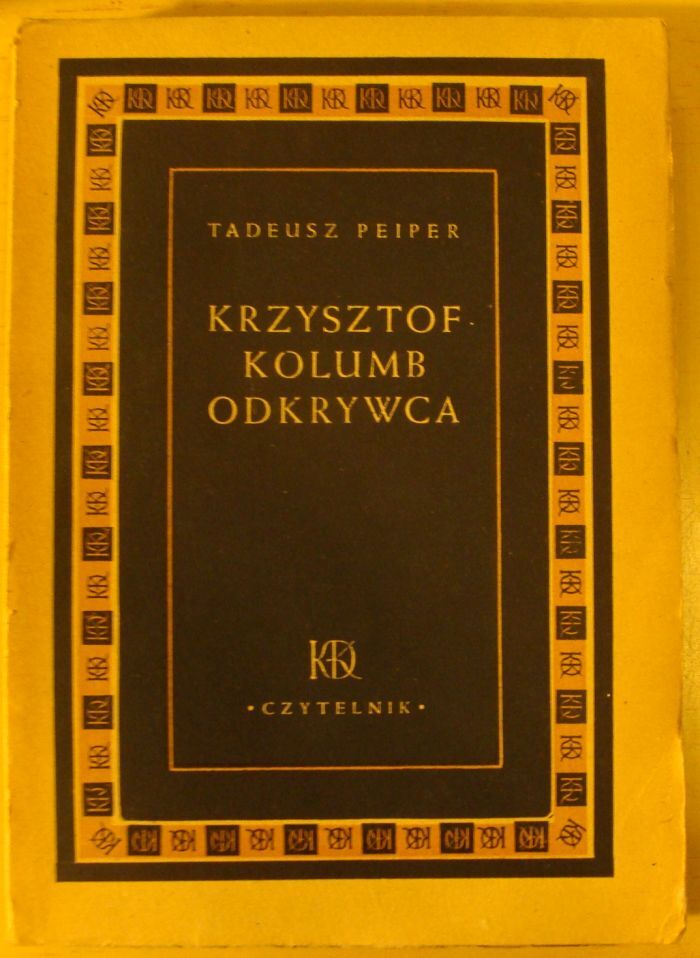 TADEUSZ PEIPER
KRZYSZTOF
KOLUMB
ODKRYWCA
• CZYTELNIK •